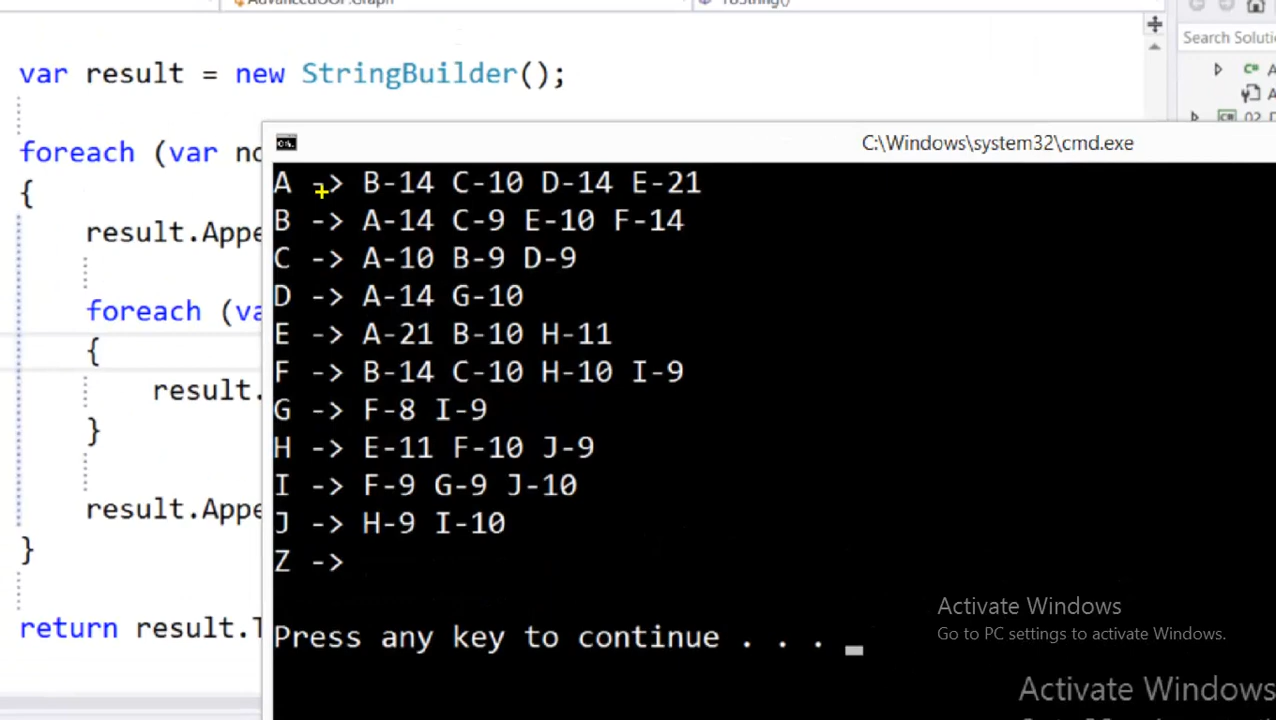 AdvancedOOP.Graph
ToString()
Search Soluti
var result = new StringBuilder();
foreach (var no
{
result.Appe
foreach (va
{
result.
}
result.Appe
}
return result.T
C:\Windows\system32\cmd.exe
A -> B-14 C-10 D-14 E-21
B -> A-14 C-9 E-10 F-14
C -> A-10 B-9 D-9
D -> A-14 G-10
E -> A-21 B-10 H-11
F -> B-14 C-10 H-10 I-9
G -> F-8 I-9
H -> E-11 F-10 J-9
I -> F-9 G-9 J-10
J -> H-9 I-10
Z ->
Press any key to continue . . .
Activate Windows
Go to PC settings to activate Windows.
Activate Windows